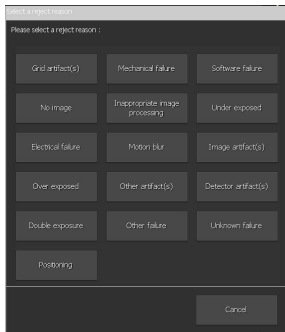 Select a reject reason
Please select a reject reason :
Grid artifact(s)
Mechanical failure
Software failure
No image
Inappropriate image
processing
Under exposed
Electrical failure
Motion blur
Image artifact(s)
Over exposed
Other artifact(s)
Detector artifact(s)
Double exposure
Other failure
Unknown failure
Positioning
Cancel